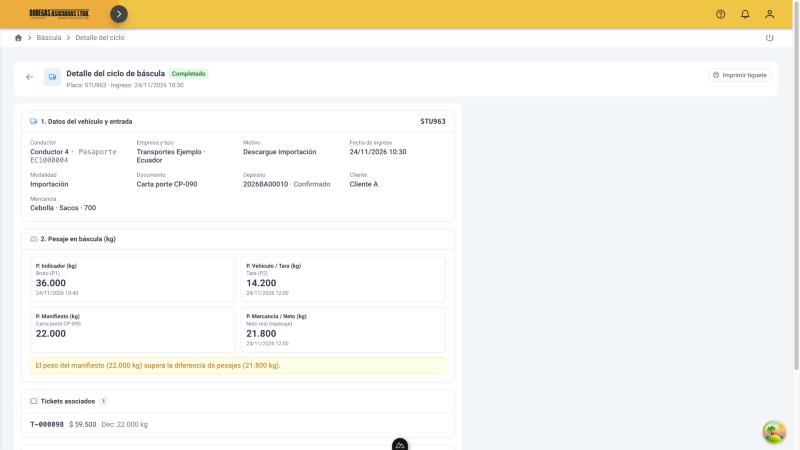 BODEGAS ASOCIADAS LTDA.
Báscula
Detalle del ciclo
Detalle del ciclo de báscula
Completado
Placa: STU963 · Ingreso: 24/11/2026 10:30
Imprimir tiquete
1. Datos del vehículo y entrada
STU963
Conductor
Conductor 4 · Pasaporte EC1000004
Empresa y tipo
Transportes Ejemplo · Ecuador
Motivo
Descargue importación
Fecha de ingreso
24/11/2026 10:30
Modalidad
Importación
Documento
Carta porte CP-090
Depósito
2026BA00010 · Confirmado
Cliente
Cliente A
Mercancía
Cebolla · Sacos · 700
2. Pesaje en báscula (kg)
P. Indicador (kg)
Bruto (P1)
36.000
24/11/2026 10:40
P. Vehículo / Tara (kg)
Tara (P2)
14.200
24/11/2026 12:00
P. Manifiesto (kg)
Carta porte CP-090
22.000
P. Mercancía / Neto (kg)
Neto real (repesaje)
21.800
24/11/2026 12:00
El peso del manifiesto (22.000 kg) supera la diferencia de pesajes (21.800 kg).
Tickets asociados 1
T-000098 $ 59.500 Dec: 22.000 kg